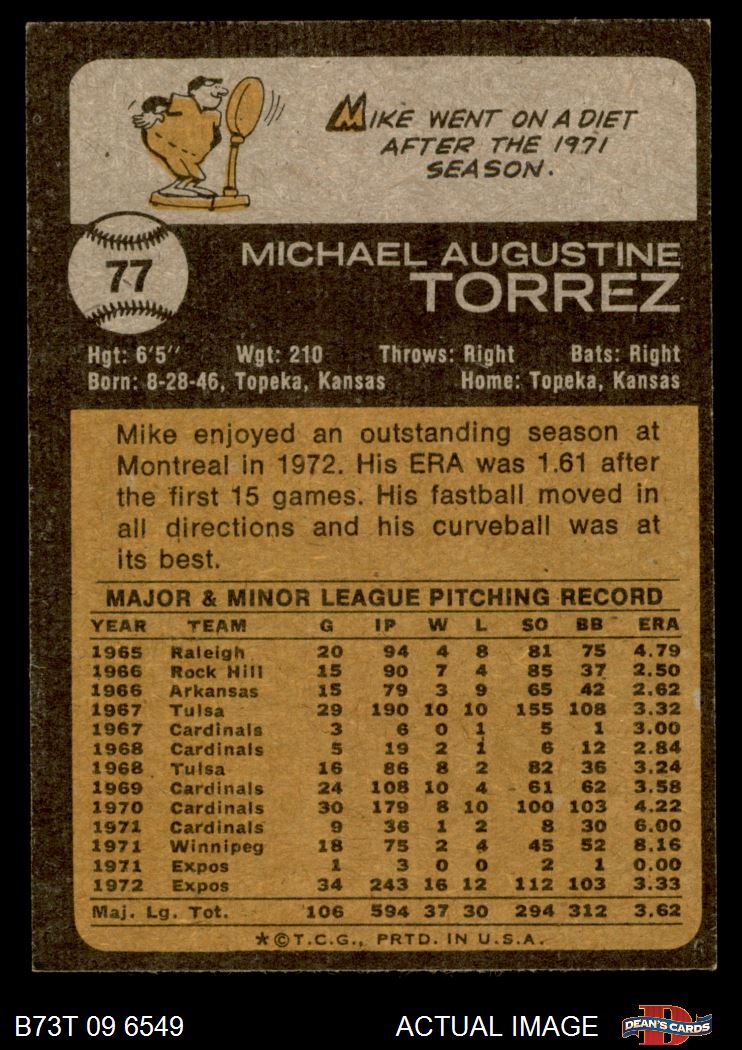 MIKE WENT ON A DIET
AFTER THE 1971
SEASON.
77
MICHAEL AUGUSTINE
TORREZ
Hgt: 6'5" Wgt: 210 Throws: Right Bats: Right
Born: 8-28-46, Topeka, Kansas Home: Topeka, Kansas
Mike enjoyed an outstanding season at
Montreal in 1972. His ERA was 1.61 after
the first 15 games. His fastball moved in
all directions and his curveball was at
its best.
MAJOR & MINOR LEAGUE PITCHING RECORD
YEAR TEAM G IP W L SO BB ERA
1965 Raleigh 20 94 4 8 81 75 4.79
1966 Rock Hill 15 90 7 4 85 37 2.50
1966 Arkansas 15 79 3 9 65 42 2.62
1967 Tulsa 29 190 10 10 155 108 3.32
1967 Cardinals 3 6 0 1 5 1 3.00
1968 Cardinals 5 19 2 1 6 12 2.84
1968 Tulsa 16 86 8 2 82 36 3.24
1969 Cardinals 24 108 10 4 61 62 3.58
1970 Cardinals 30 179 8 10 100 103 4.22
1971 Cardinals 9 36 1 2 8 30 6.00
1971 Winnipeg 18 75 2 4 45 52 8.16
1971 Expos 1 3 0 0 2 1 0.00
1972 Expos 34 243 16 12 112 103 3.33
Maj. Lg. Tot. 106 594 37 30 294 312 3.62
★©T.C.G., PRTD. IN U.S.A.
B73T 09 6549 ACTUAL IMAGE D DEAN'S CARDS